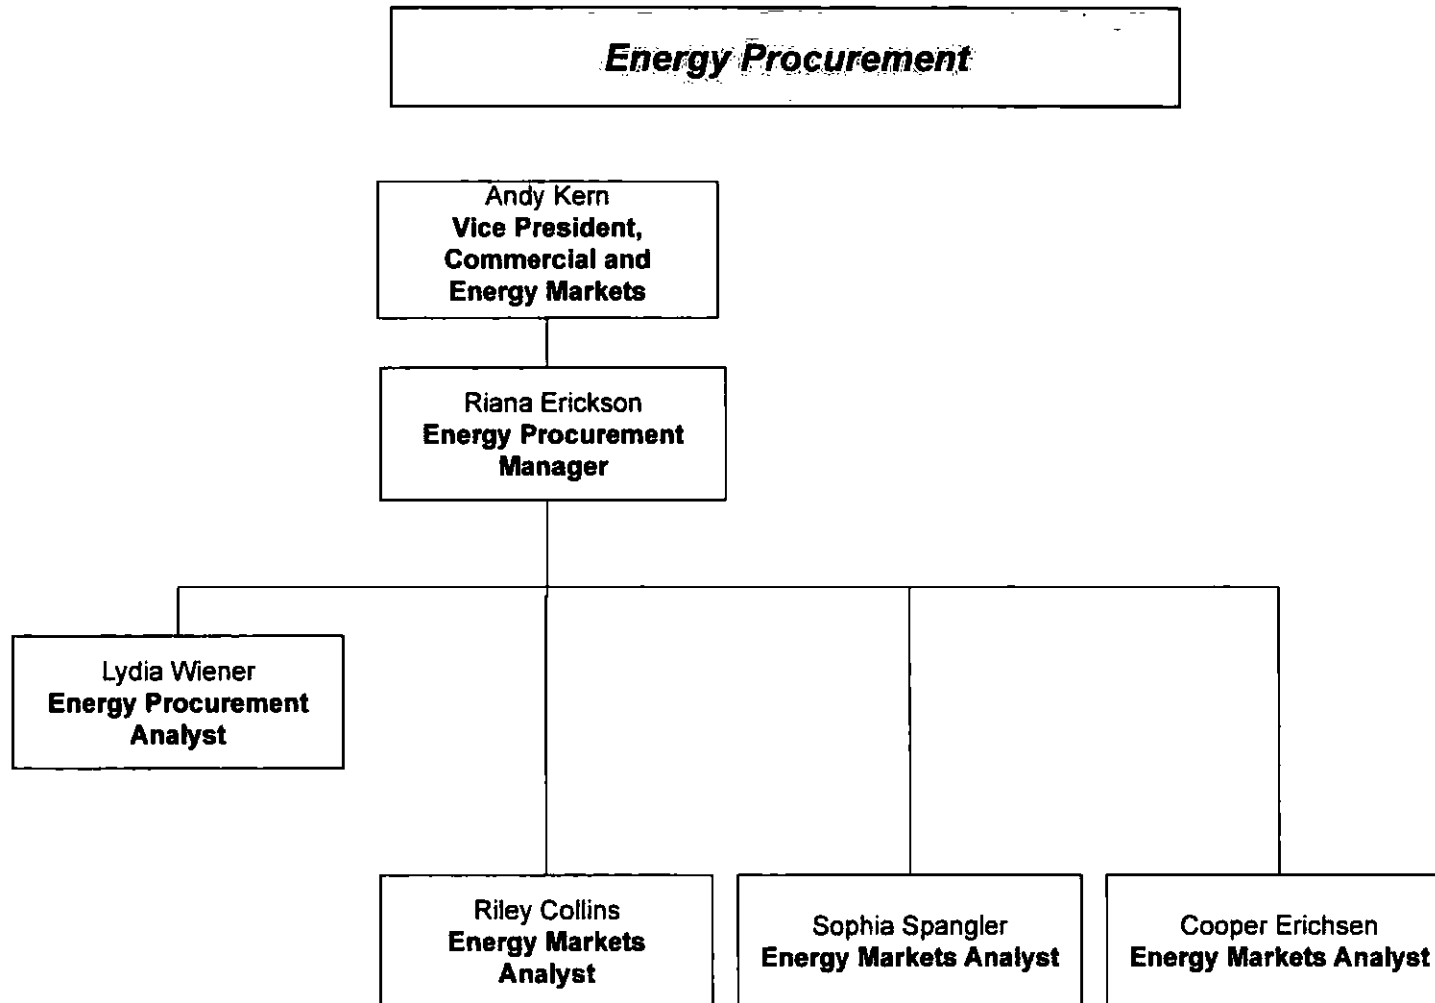 Energy Procurement
Andy Kern
Vice President,
Commercial and
Energy Markets
Riana Erickson
Energy Procurement
Manager
Lydia Wiener
Energy Procurement
Analyst
Riley Collins
Energy Markets
Analyst
Sophia Spangler
Energy Markets Analyst
Cooper Erichsen
Energy Markets Analyst